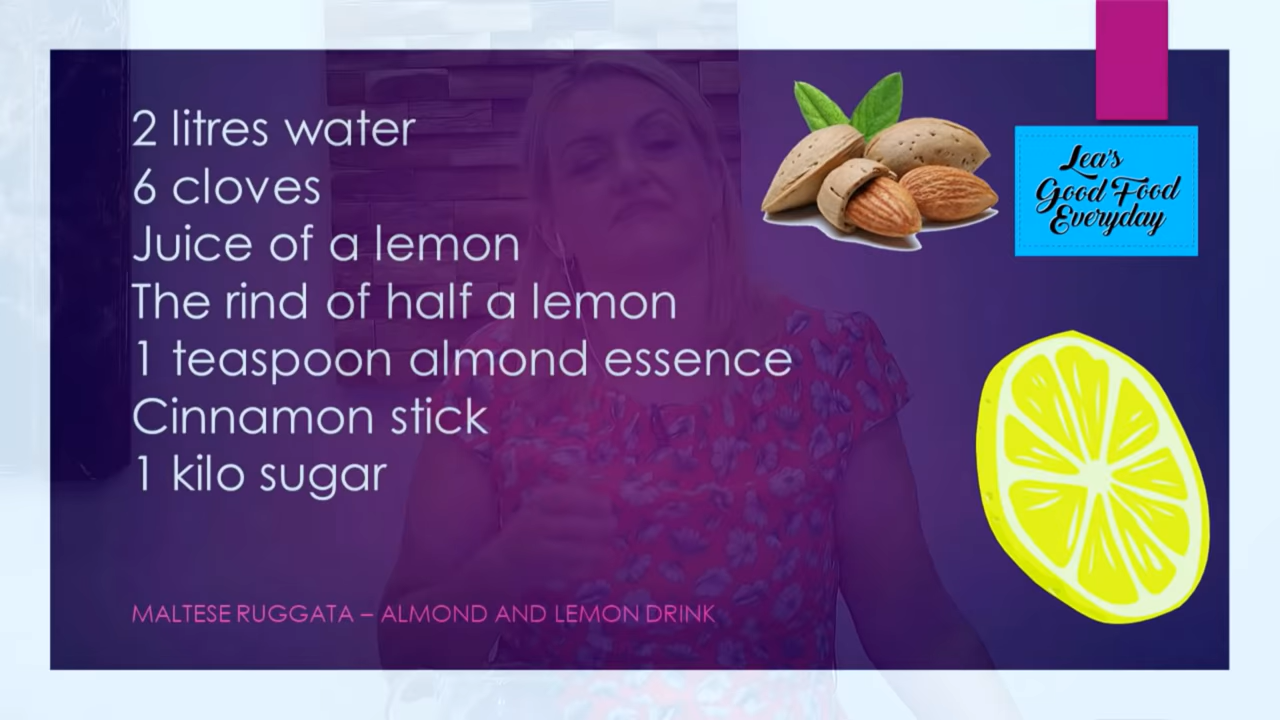 2 litres water
6 cloves
Juice of a lemon
The rind of half a lemon
1 teaspoon almond essence
Cinnamon stick
1 kilo sugar
MALTESE RUGGATA – ALMOND AND LEMON DRINK
Lea's
Good Food
Everyday